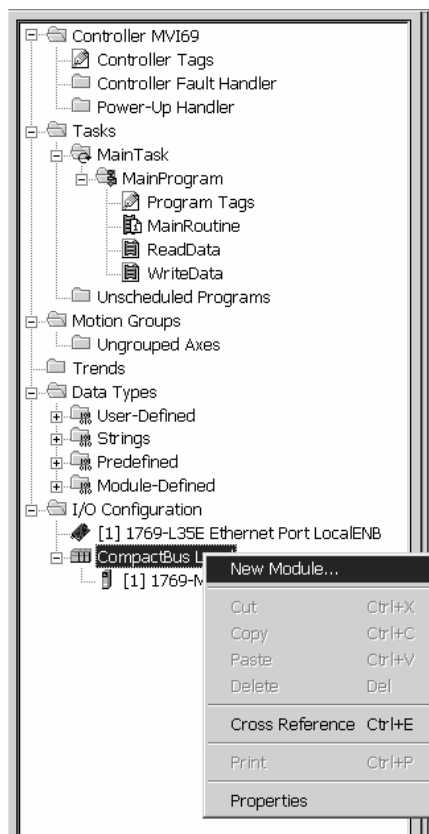 Controller MVI69
Controller Tags
Controller Fault Handler
Power-Up Handler
Tasks
MainTask
MainProgram
Program Tags
MainRoutine
ReadData
WriteData
Unscheduled Programs
Motion Groups
Ungrouped Axes
Trends
Data Types
User-Defined
Strings
Predefined
Module-Defined
I/O Configuration
[1] 1769-L35E Ethernet Port LocalENB
CompactBus
[1] 1769-M
New Module...
Cut Ctrl+X
Copy Ctrl+C
Paste Ctrl+V
Delete Del
Cross Reference Ctrl+E
Print Ctrl+P
Properties